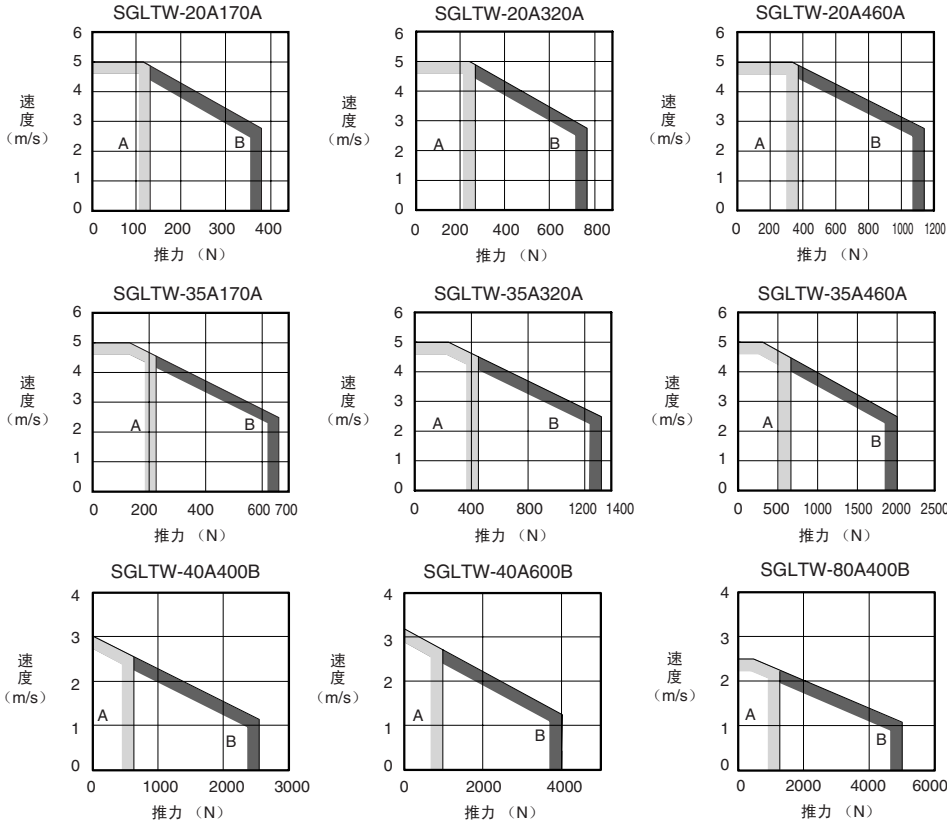 SGLTW-20A170A
6
5
4
3
2
1
0
速
度
(m/s)
A
B
0 100 200 300 400
推力 （N）
SGLTW-20A320A
6
5
4
3
2
1
0
速
度
(m/s)
A
B
0 200 400 600 800
推力 （N）
SGLTW-20A460A
6
5
4
3
2
1
0
速
度
(m/s)
A
B
0 200 400 600 800 1000 1200
推力 （N）
SGLTW-35A170A
6
5
4
3
2
1
0
速
度
（m/s）
A
B
0 200 400 600 700
推力 （N）
SGLTW-35A320A
6
5
4
3
2
1
0
速
度
（m/s）
A
B
0 400 800 1200 1400
推力 （N）
SGLTW-35A460A
6
5
4
3
2
1
0
速
度
（m/s）
A
B
0 500 1000 1500 2000 2500
推力 （N）
SGLTW-40A400B
4
3
2
1
0
速
度
（m/s）
A
B
0 1000 2000 3000
推力 （N）
SGLTW-40A600B
4
3
2
1
0
速
度
（m/s）
A
B
0 2000 4000
推力 （N）
SGLTW-80A400B
4
3
2
1
0
速
度
（m/s）
A
B
0 2000 4000 6000
推力 （N）